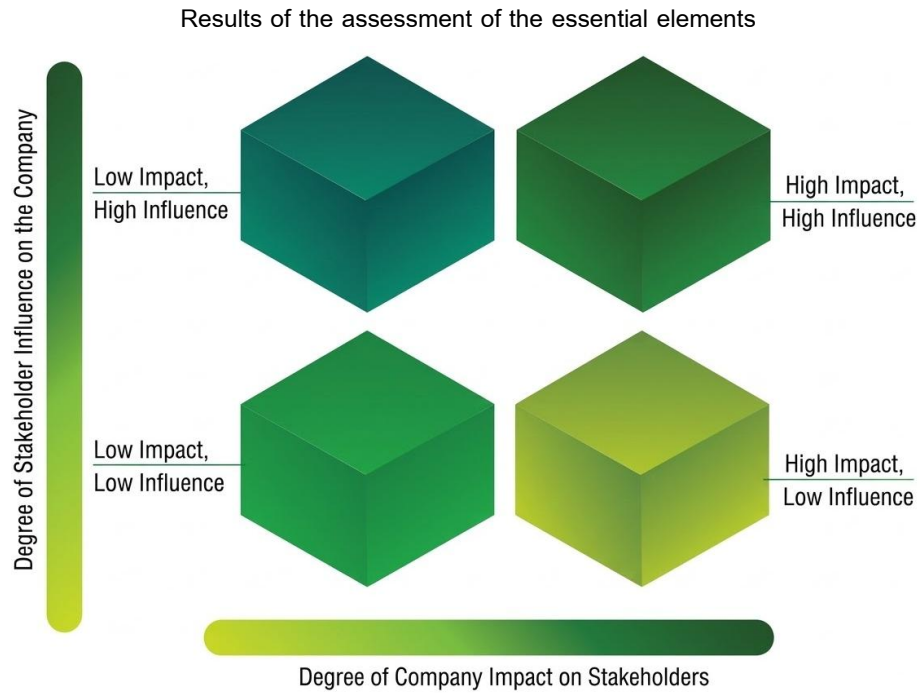 Results of the assessment of the essential elements
Degree of Stakeholder Influence on the Company
Low Impact,
High Influence
High Impact,
High Influence
Low Impact,
Low Influence
High Impact,
Low Influence
Degree of Company Impact on Stakeholders